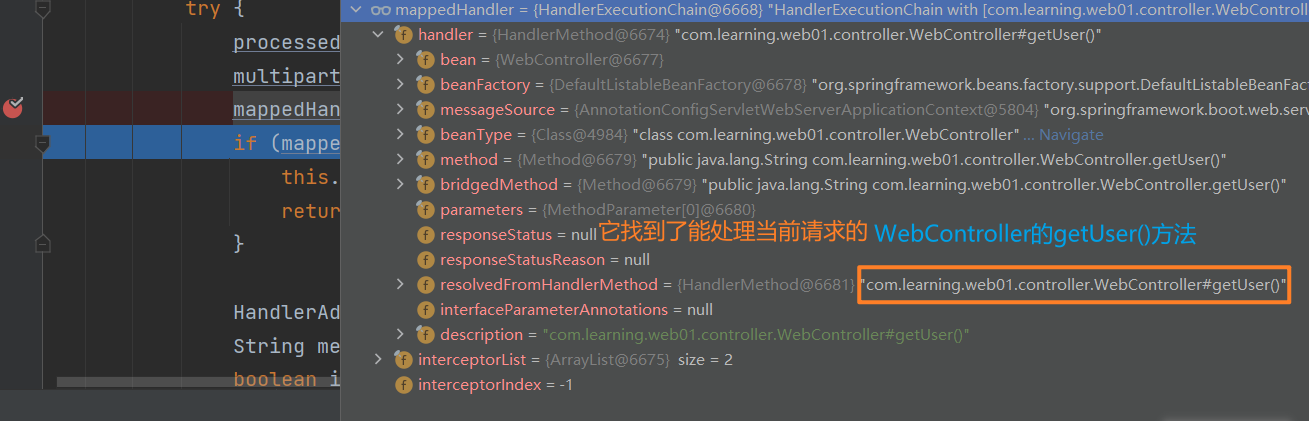 try {
processed
multipart
mappedHan
if (mappe
this.
retur
}
HandlerAd
String me
boolean i
mappedHandler = {HandlerExecutionChain@6668} "HandlerExecutionChain with [com.learning.web01.controller.WebControll
handler = {HandlerMethod@6674} "com.learning.web01.controller.WebController#getUser()"
f bean = {WebController@6677}
f beanFactory = {DefaultListableBeanFactory@6678} "org.springframework.beans.factory.support.DefaultListableBeanFac
f messageSource = {AnnotationConfigServletWebServerApplicationContext@5804} "org.springframework.boot.web.serv
f beanType = {Class@4984} "class com.learning.web01.controller.WebController" ... Navigate
f method = {Method@6679} "public java.lang.String com.learning.web01.controller.WebController.getUser()"
f bridgedMethod = {Method@6679} "public java.lang.String com.learning.web01.controller.WebController.getUser()"
f parameters = {MethodParameter[0]@6680}
f responseStatus = null它找到了能处理当前请求的 WebController的getUser()方法
f responseStatusReason = null
f resolvedFromHandlerMethod = {HandlerMethod@6681} "com.learning.web01.controller.WebController#getUser()"
f interfaceParameterAnnotations = null
f description = "com.learning.web01.controller.WebController#getUser()"
f interceptorList = {ArrayList@6675} size = 2
f interceptorIndex = -1